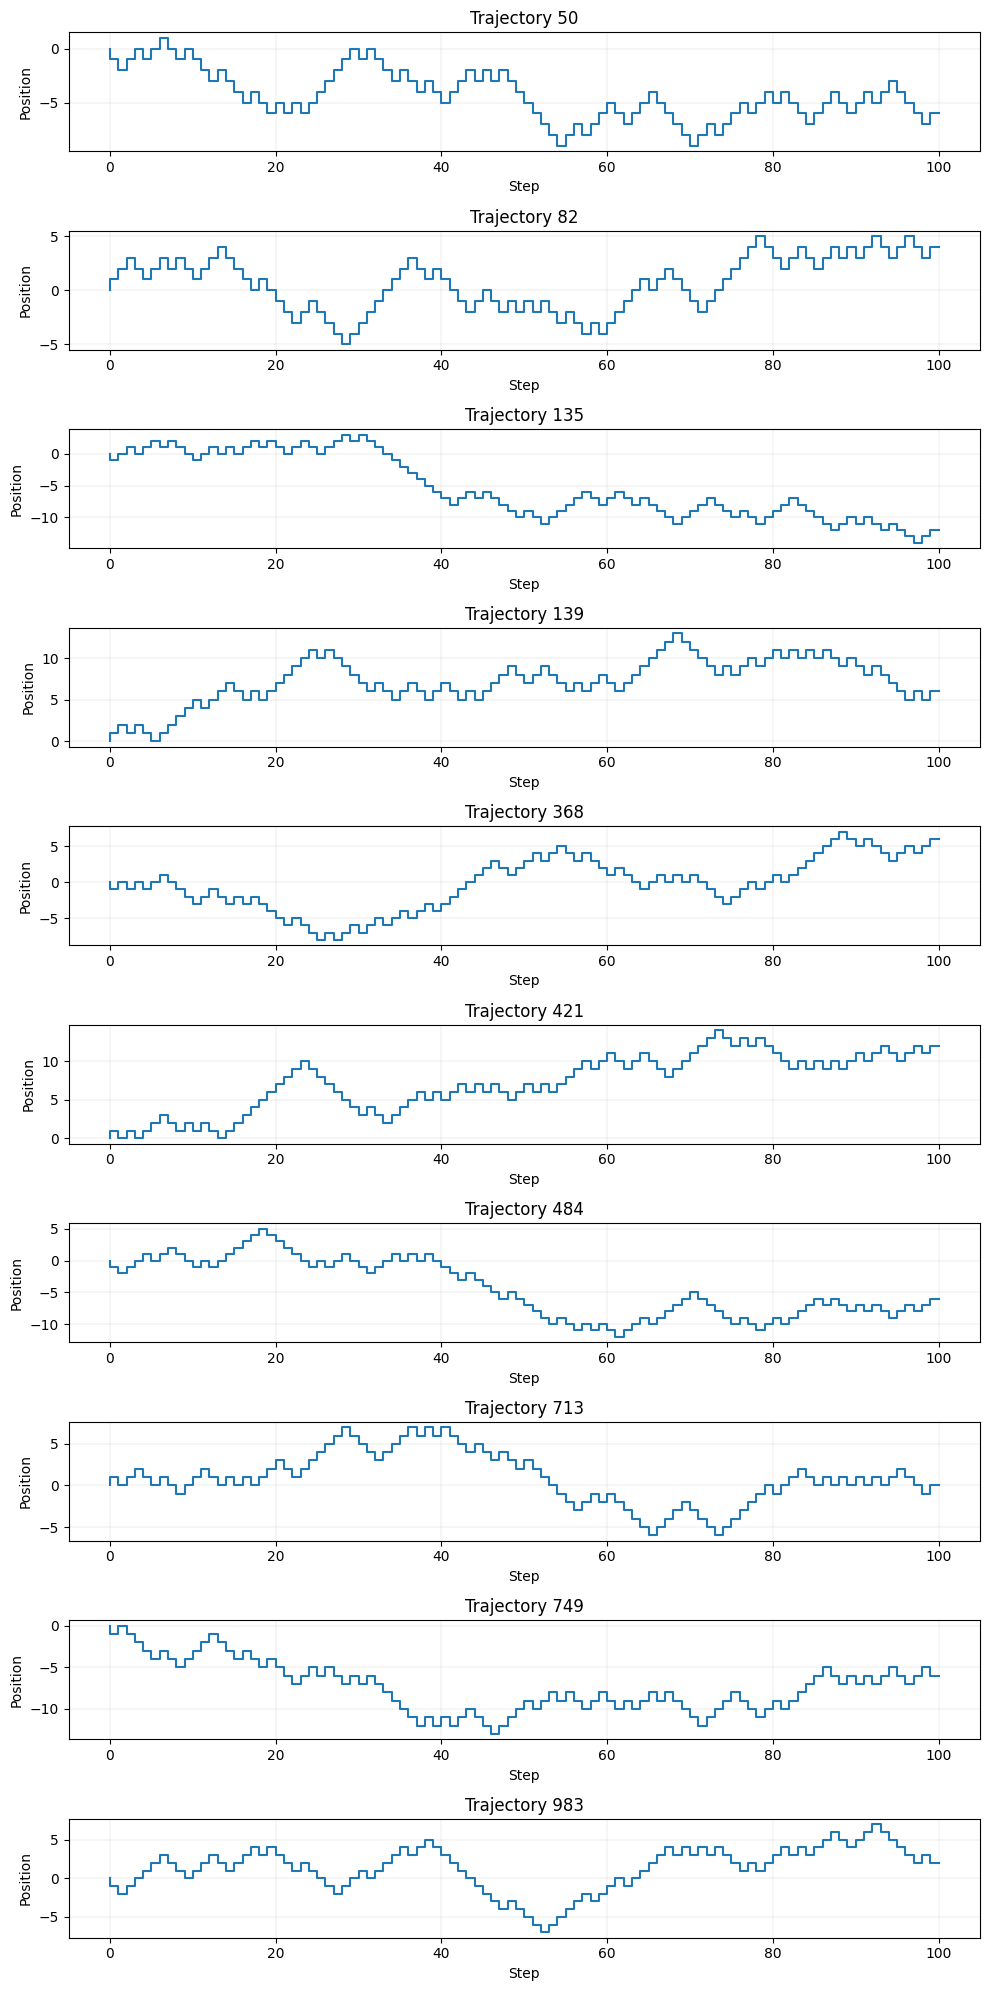 Trajectory 50
0
−5
Position
0 20 40 60 80 100
Step
Trajectory 82
5
0
−5
Position
0 20 40 60 80 100
Step
Trajectory 135
0
−5
−10
Position
0 20 40 60 80 100
Step
Trajectory 139
10
5
0
Position
0 20 40 60 80 100
Step
Trajectory 368
5
0
−5
Position
0 20 40 60 80 100
Step
Trajectory 421
10
5
0
Position
0 20 40 60 80 100
Step
Trajectory 484
5
0
−5
−10
Position
0 20 40 60 80 100
Step
Trajectory 713
5
0
−5
Position
0 20 40 60 80 100
Step
Trajectory 749
0
−5
−10
Position
0 20 40 60 80 100
Step
Trajectory 983
5
0
−5
Position
0 20 40 60 80 100
Step